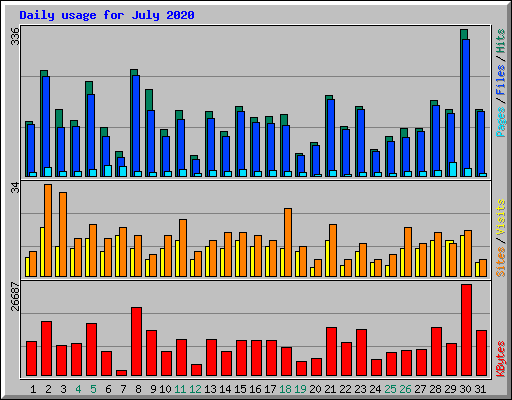 Daily usage for July 2020
336
Pages / Files / Hits
34
Sites / Visits
26687
KBytes
1 2 3 4 5 6 7 8 9 10 11 12 13 14 15 16 17 18 19 20 21 22 23 24 25 26 27 28 29 30 31